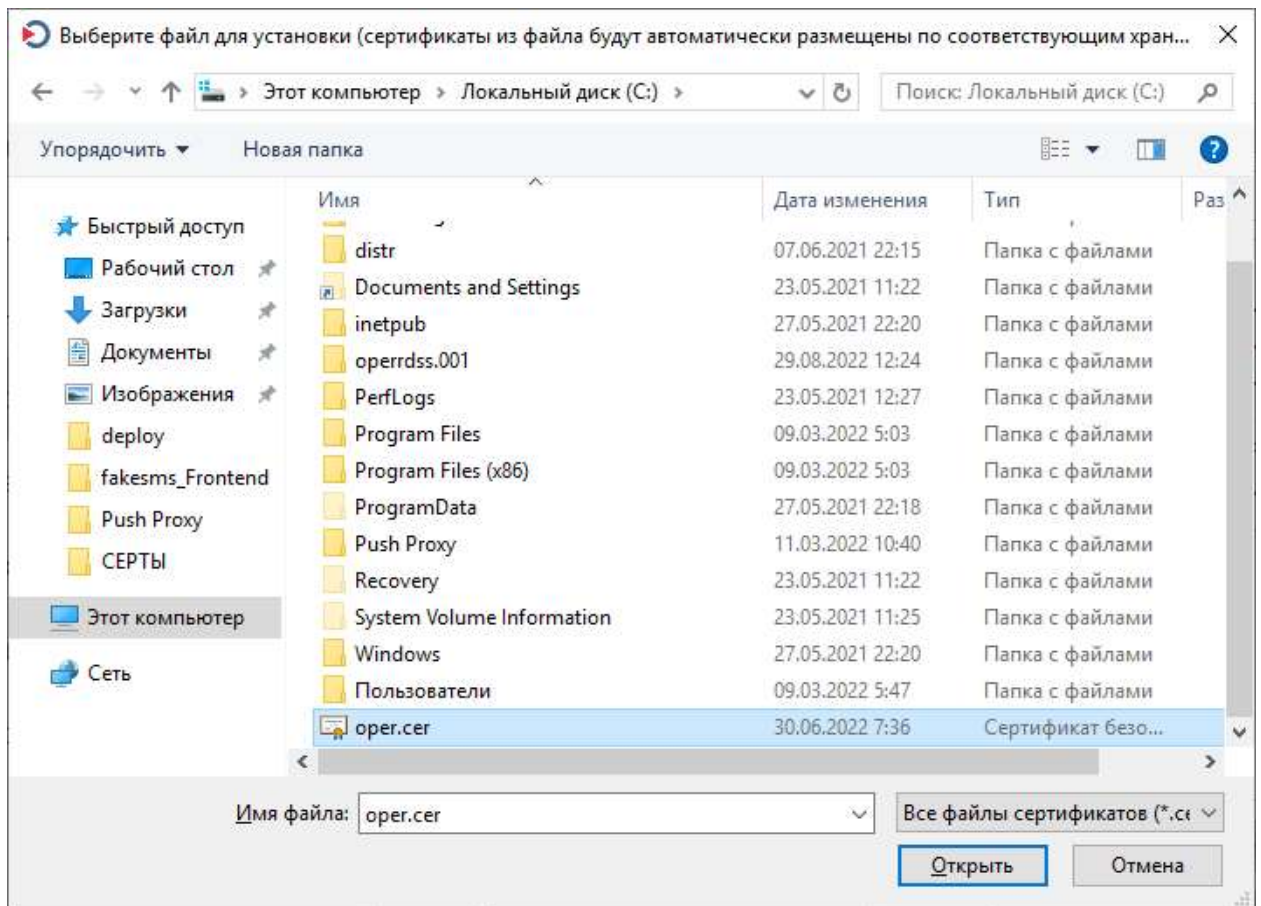 Выберите файл для установки (сертификаты из файла будут автоматически размещены по соответствующим хран...
Этот компьютер > Локальный диск (C:) >
Поиск: Локальный диск (C:)
Упорядочить
Новая папка
Имя Дата изменения Тип Раз
Быстрый доступ
Рабочий стол
Загрузки
Документы
Изображения
deploy
fakesms_Frontend
Push Proxy
СЕРТЫ
Этот компьютер
Сеть
distr 07.06.2021 22:15 Папка с файлами
Documents and Settings 23.05.2021 11:22 Папка с файлами
inetpub 27.05.2021 22:20 Папка с файлами
operrdss.001 29.08.2022 12:24 Папка с файлами
PerfLogs 23.05.2021 12:27 Папка с файлами
Program Files 09.03.2022 5:03 Папка с файлами
Program Files (x86) 09.03.2022 5:03 Папка с файлами
ProgramData 27.05.2021 22:18 Папка с файлами
Push Proxy 11.03.2022 10:40 Папка с файлами
Recovery 23.05.2021 11:22 Папка с файлами
System Volume Information 23.05.2021 11:25 Папка с файлами
Windows 27.05.2021 22:20 Папка с файлами
Пользователи 09.03.2022 5:47 Папка с файлами
oper.cer 30.06.2022 7:36 Сертификат безо...
Имя файла: oper.cer
Все файлы сертификатов (*.ce
Открыть Отмена